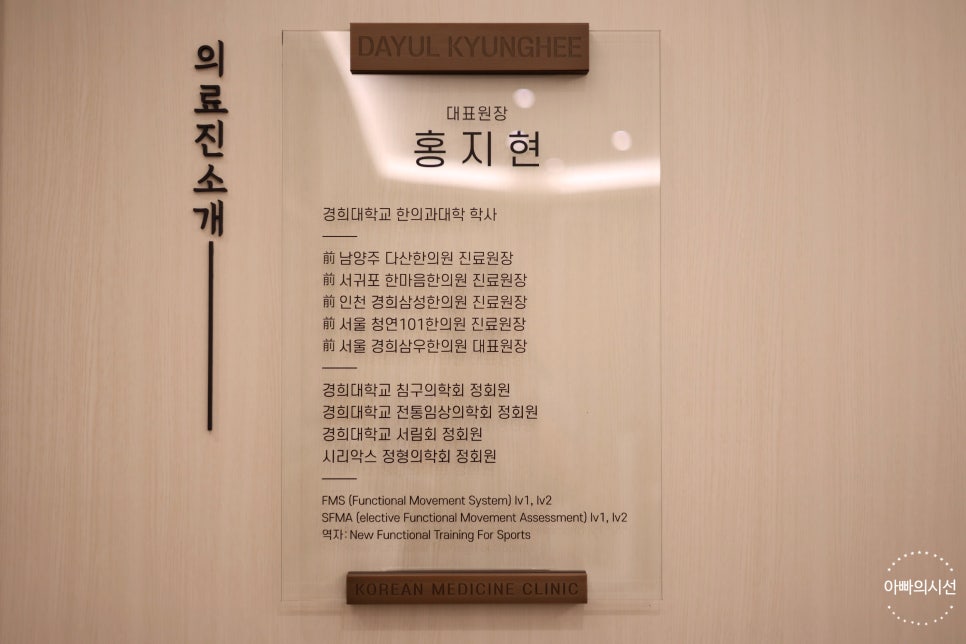 의료진소개
DAYUL KYUNGHEE
대표원장
홍지현
경희대학교 한의과대학 학사
前 남양주 다산한의원 진료원장
前 서귀포 한마음한의원 진료원장
前 인천 경희삼성한의원 진료원장
前 서울 청연101한의원 진료원장
前 서울 경희삼우한의원 대표원장
경희대학교 침구의학회 정회원
경희대학교 전통임상의학회 정회원
경희대학교 서림회 정회원
시리악스 정형의학회 정회원
FMS (Functional Movement System) lv1, lv2
SFMA (elective Functional Movement Assessment) lv1, lv2
역자: New Functional Training For Sports
KOREAN MEDICINE CLINIC
아빠의시선